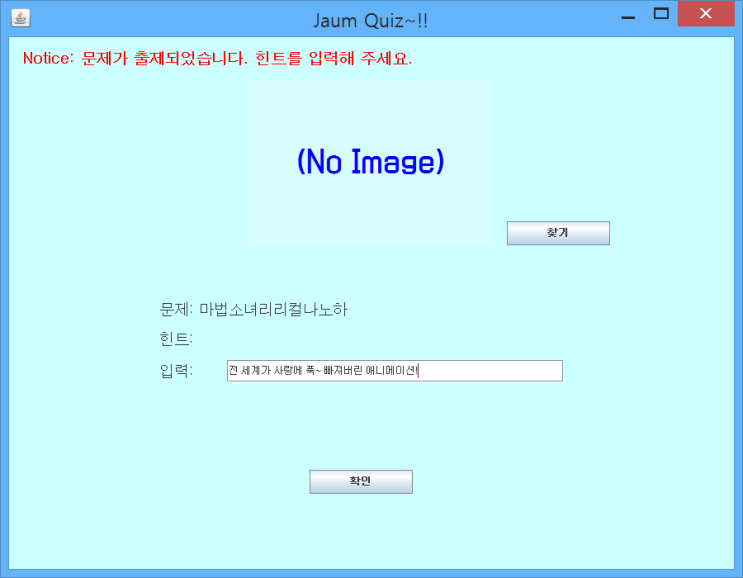 Jaum Quiz~!!
Notice: 문제가 출제되었습니다. 힌트를 입력해 주세요.
(No Image)
찾기
문제: 마법소녀리리컬나노하
힌트:
입력: 전 세계가 사랑에 푹~ 빠져버린 애니메이션!
확인